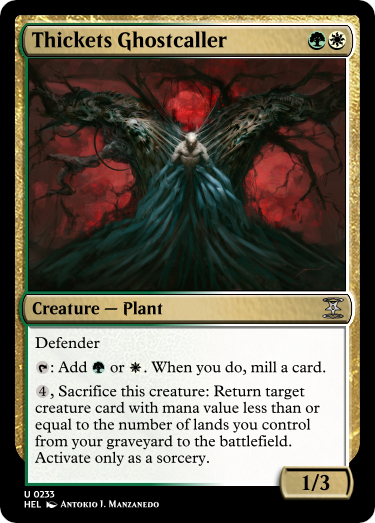 Thickets Ghostcaller
Creature — Plant
Defender
: Add or . When you do, mill a card.
4, Sacrifice this creature: Return target
creature card with mana value less than or
equal to the number of lands you control
from your graveyard to the battlefield.
Activate only as a sorcery.
1/3
U 0233
HEL Antonio J. Manzanedo